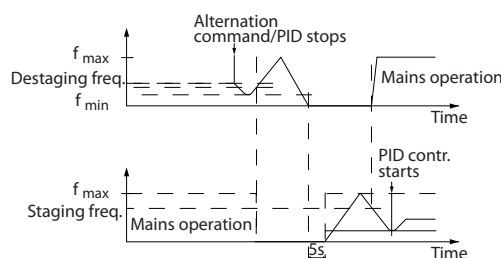 Alternation
command/PID stops
f max
Destaging freq.
f min
Mains operation
Time
PID contr.
starts
f max
Staging freq.
Mains operation
5s
Time